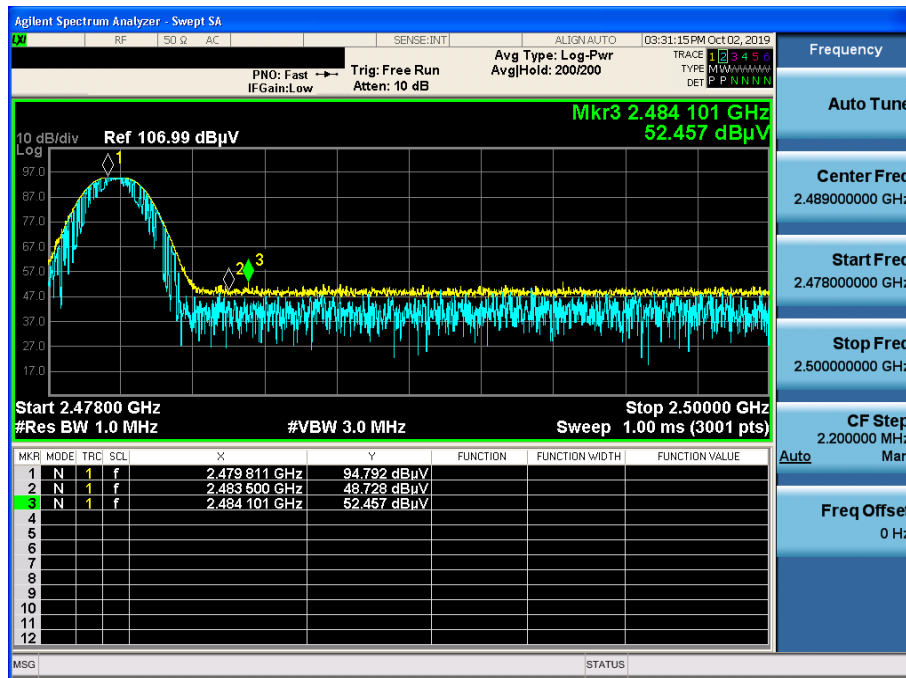 Agilent Spectrum Analyzer - Swept SA
LXI RF 50 Ω AC SENSE:INT ALIGN AUTO 03:31:15 PM Oct 02, 2019
PNO: Fast Trig: Free Run Avg Type: Log-Pwr TRACE 1 2 3 4 5 6
IFGain:Low Atten: 10 dB Avg|Hold: 200/200 TYPE M W W W W W
DET P P N N N N
Mkr3 2.484 101 GHz
52.457 dBµV
10 dB/div Ref 106.99 dBµV
Log
97.0
87.0
77.0
67.0
57.0
47.0
37.0
27.0
17.0
1
2
3
Start 2.47800 GHz Stop 2.50000 GHz
#Res BW 1.0 MHz #VBW 3.0 MHz Sweep 1.00 ms (3001 pts)
MKR MODE TRC SCL X Y FUNCTION FUNCTION WIDTH FUNCTION VALUE
1 N 1 f 2.479 811 GHz 94.792 dBµV
2 N 1 f 2.483 500 GHz 48.728 dBµV
3 N 1 f 2.484 101 GHz 52.457 dBµV
4
5
6
7
8
9
10
11
12
MSG STATUS
Frequency
Auto Tune
Center Freq
2.489000000 GHz
Start Freq
2.478000000 GHz
Stop Freq
2.500000000 GHz
CF Step
2.200000 MHz
Auto Man
Freq Offset
0 Hz